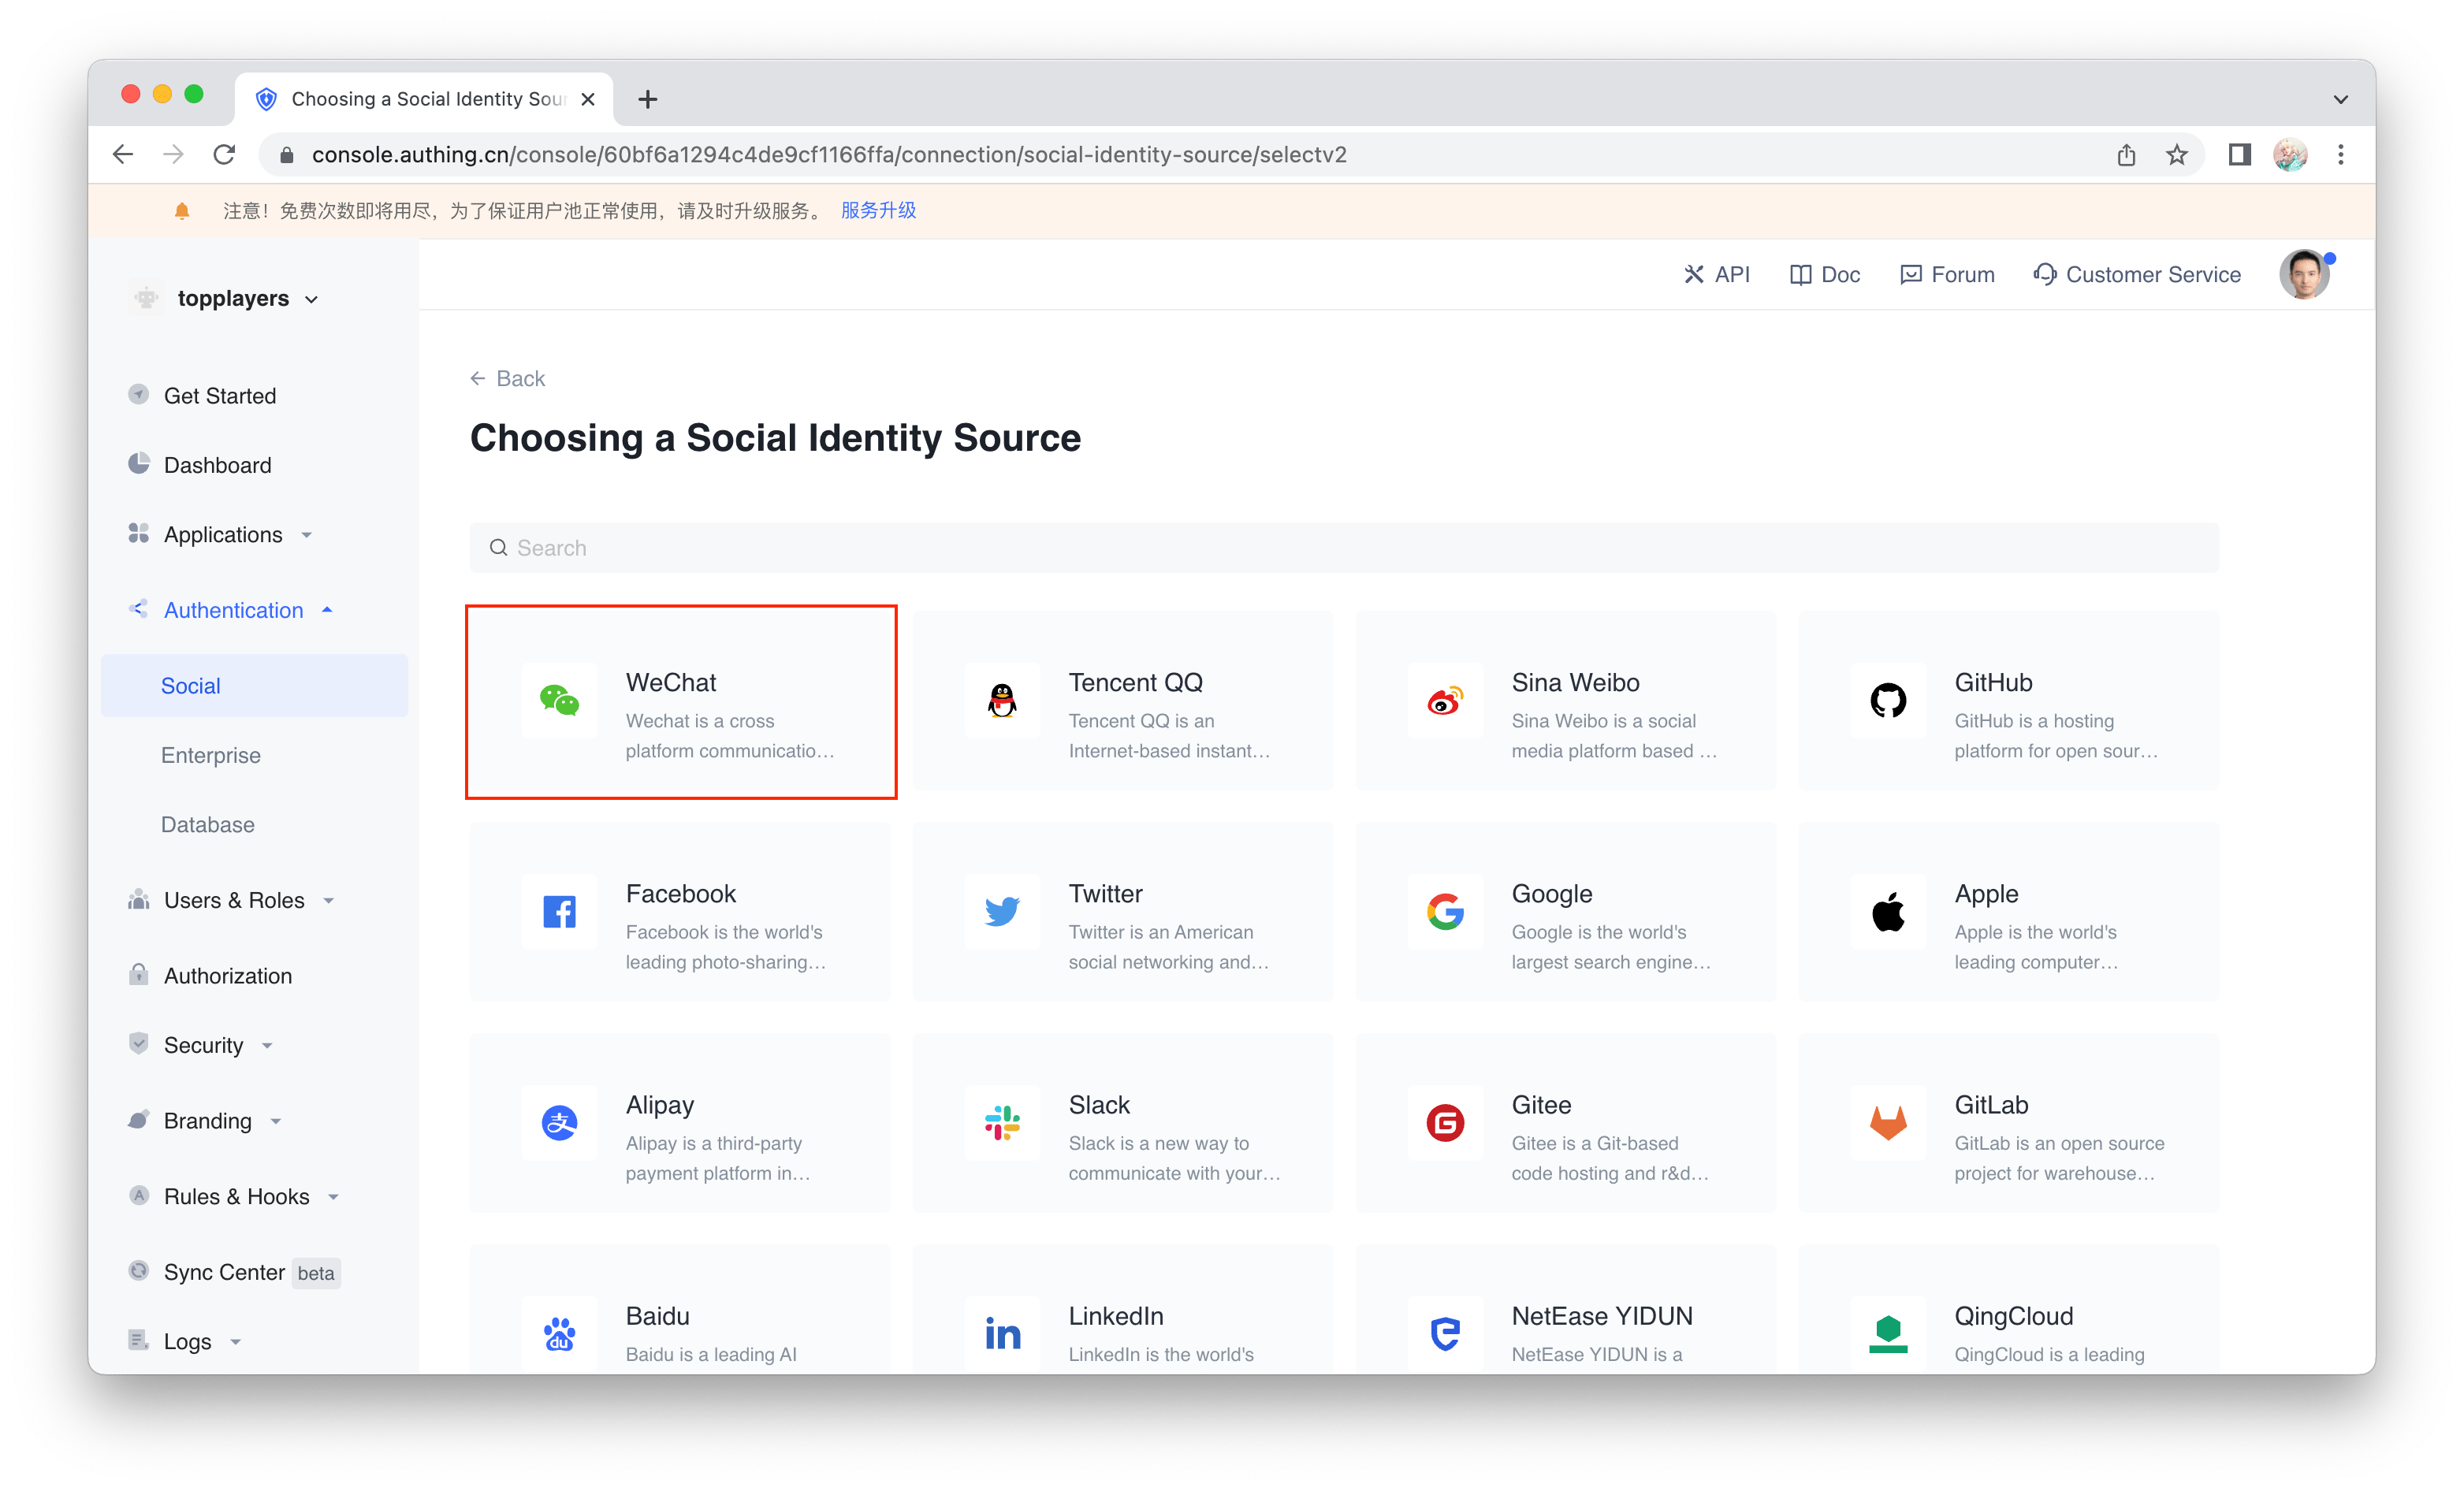 Choosing a Social Identity Sour
console.authing.cn/console/60bf6a1294c4de9cf1166ffa/connection/social-identity-source/selectv2
注意！免费次数即将用尽，为了保证用户池正常使用，请及时升级服务。 服务升级
topplayers
API
Doc
Forum
Customer Service
Get Started
Dashboard
Applications
Authentication
Social
Enterprise
Database
Users & Roles
Authorization
Security
Branding
Rules & Hooks
Sync Center beta
Logs
Back
Choosing a Social Identity Source
Search
WeChat
Wechat is a cross
platform communicatio…
Tencent QQ
Tencent QQ is an
Internet-based instant…
Sina Weibo
Sina Weibo is a social
media platform based …
GitHub
GitHub is a hosting
platform for open sour…
Facebook
Facebook is the world's
leading photo-sharing…
Twitter
Twitter is an American
social networking and…
Google
Google is the world's
largest search engine…
Apple
Apple is the world's
leading computer…
Alipay
Alipay is a third-party
payment platform in…
Slack
Slack is a new way to
communicate with your…
Gitee
Gitee is a Git-based
code hosting and r&d…
GitLab
GitLab is an open source
project for warehouse…
du
Baidu
Baidu is a leading AI
in
LinkedIn
LinkedIn is the world's
NetEase YIDUN
NetEase YIDUN is a
QingCloud
QingCloud is a leading